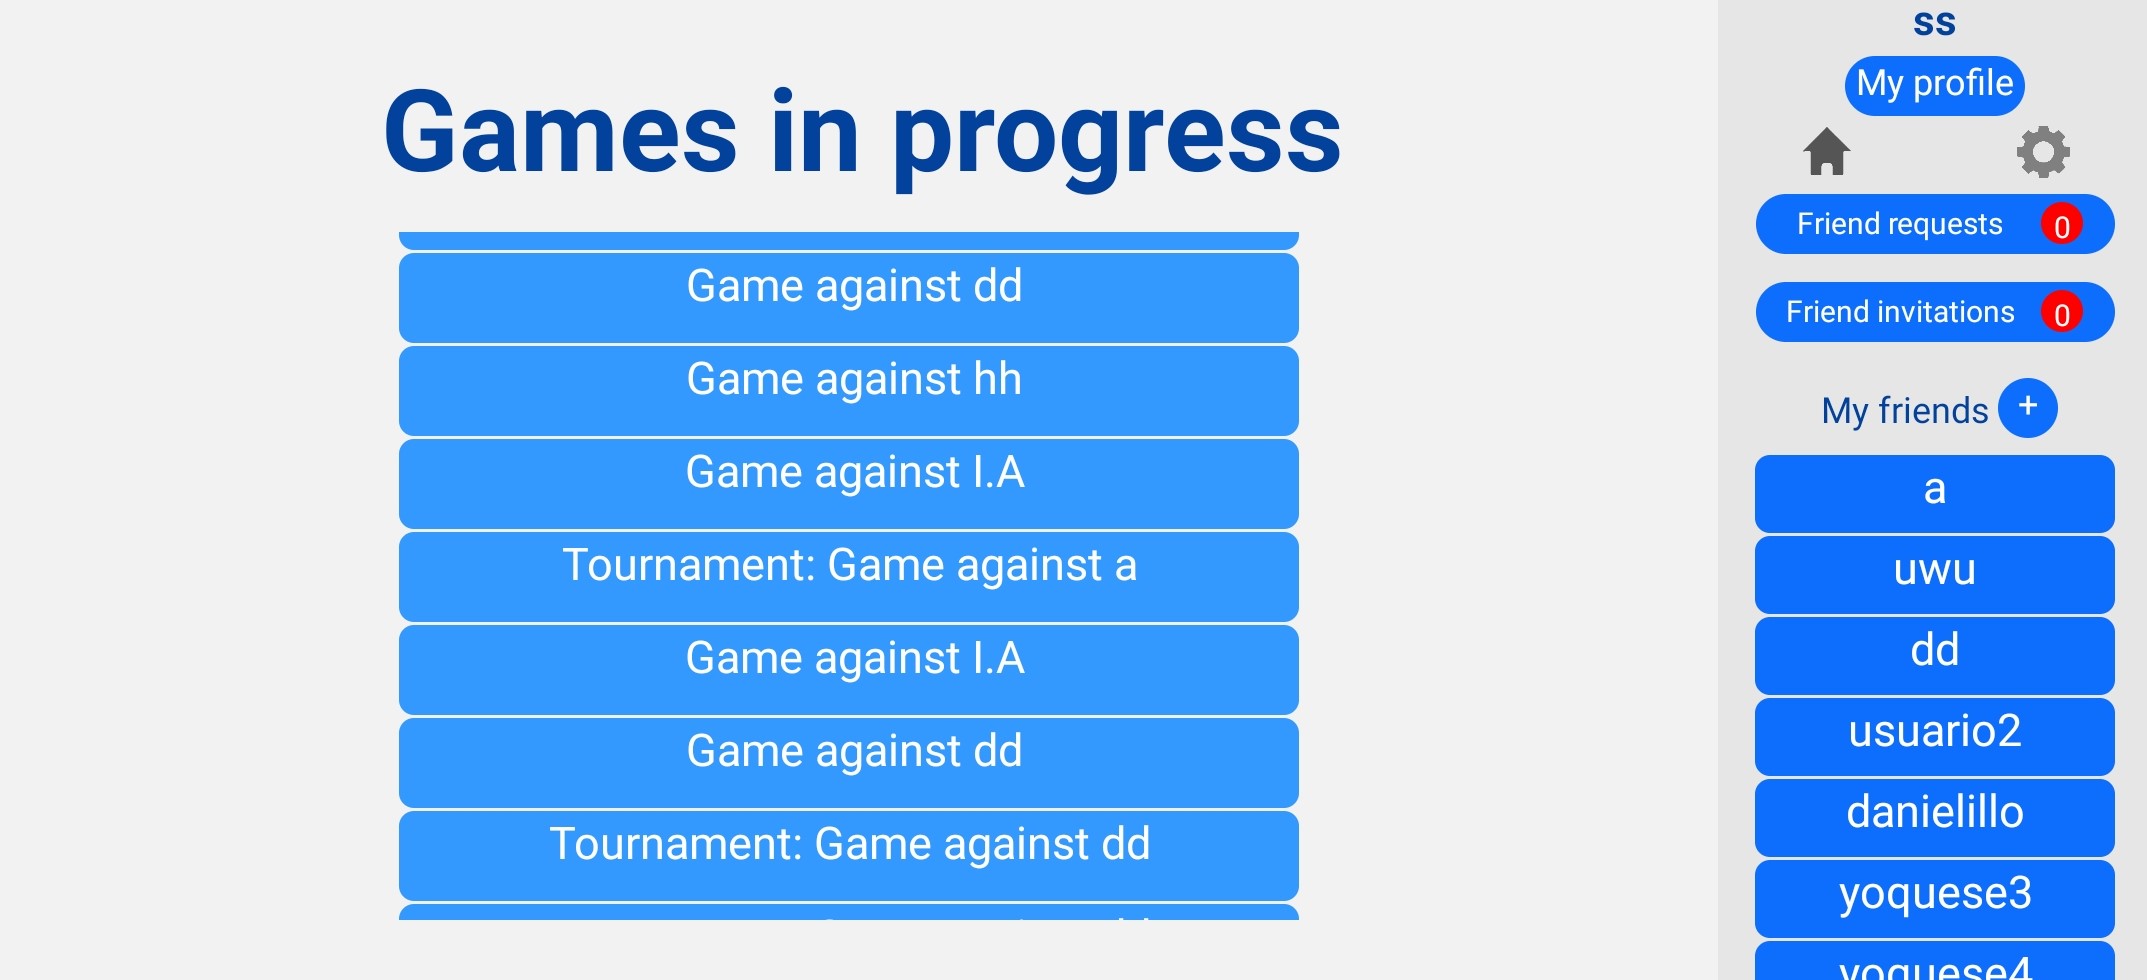 Games in progress
Game against dd
Game against hh
Game against I.A
Tournament: Game against a
Game against I.A
Game against dd
Tournament: Game against dd
ss
My profile
Friend requests 0
Friend invitations 0
My friends +
a
uwu
dd
usuario2
danielillo
yoquese3
yoquese4